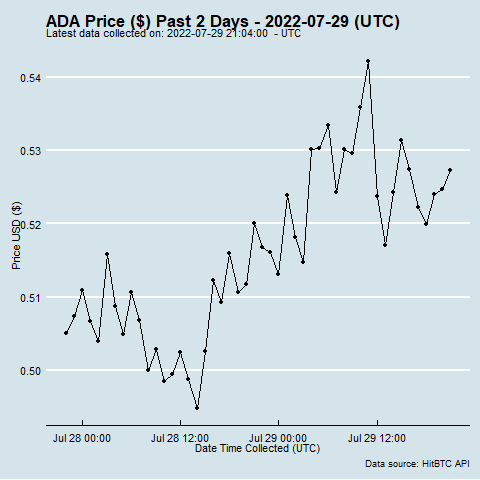 ADA Price ($) Past 2 Days - 2022-07-29 (UTC)
Latest data collected on: 2022-07-29 21:04:00 - UTC
0.54
0.53
0.52
0.51
0.50
Price USD ($)
Jul 28 00:00
Jul 28 12:00
Jul 29 00:00
Jul 29 12:00
Date Time Collected (UTC)
Data source: HitBTC API